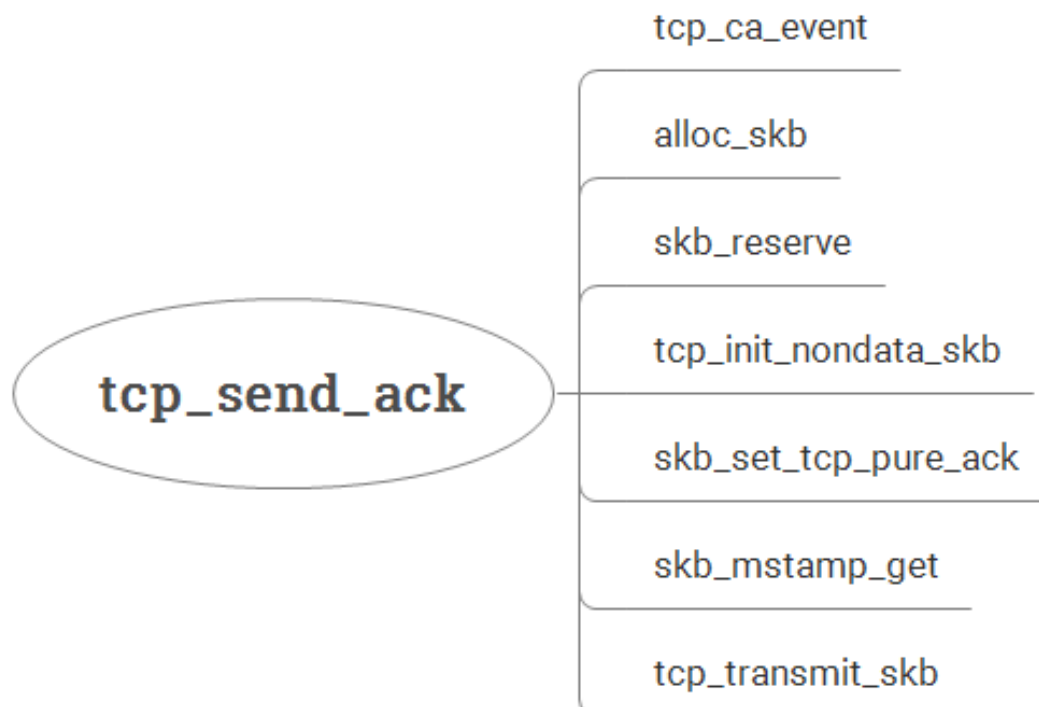 tcp_ca_event
alloc_skb
skb_reserve
tcp_init_nondata_skb
tcp_send_ack
skb_set_tcp_pure_ack
skb_mstamp_get
tcp_transmit_skb